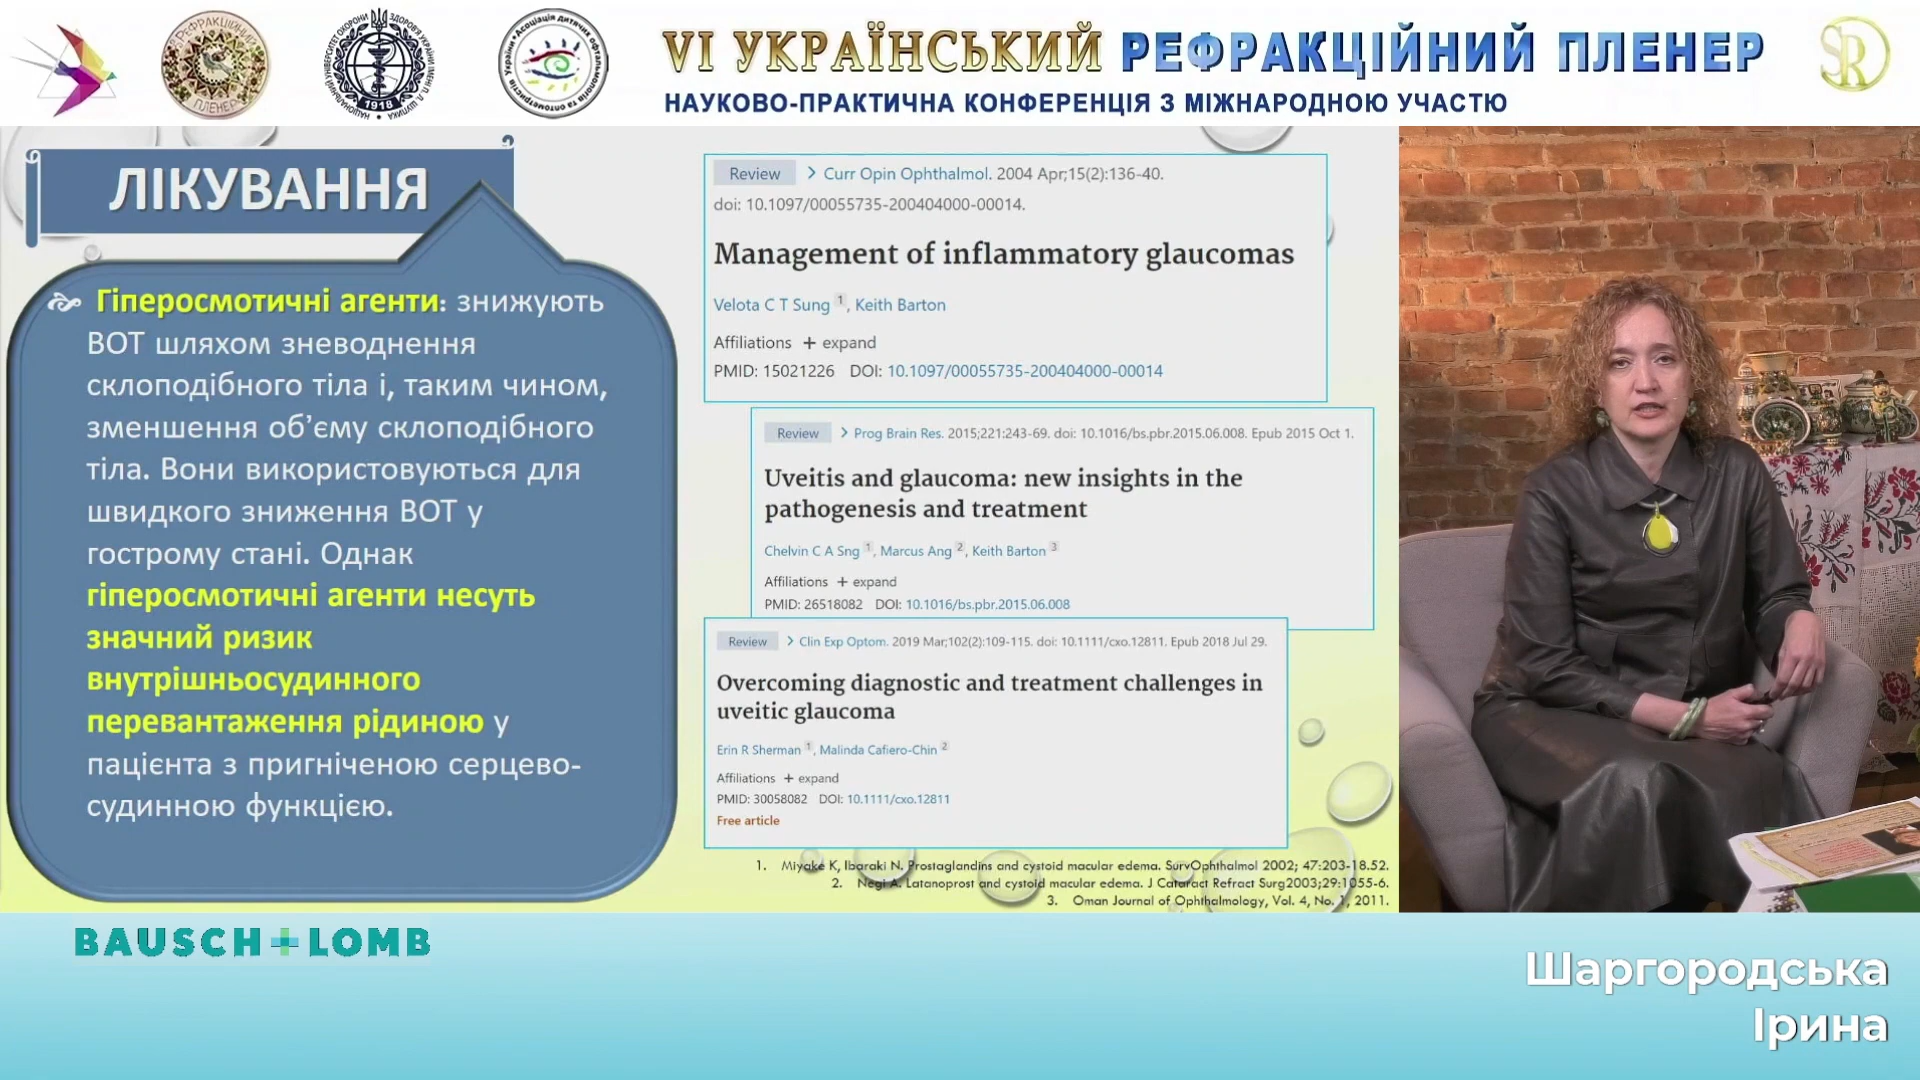 VI УКРАЇНСЬКИЙ РЕФРАКЦІЙНИЙ ПЛЕНЕР
НАУКОВО-ПРАКТИЧНА КОНФЕРЕНЦІЯ З МІЖНАРОДНОЮ УЧАСТЮ
РЕФРАКЦІЙНИЙ
ПЛЕНЕР
1918
SR
ЛІКУВАННЯ
Гіперосмотичні агенти: знижують
ВОТ шляхом зневоднення
склоподібного тіла і, таким чином,
зменшення об’єму склоподібного
тіла. Вони використовуються для
швидкого зниження ВОТ у
гострому стані. Однак
гіперосмотичні агенти несуть
значний ризик
внутрішньосудинного
перевантаження рідиною у
пацієнта з пригніченою серцево-
судинною функцією.
Review > Curr Opin Ophthalmol. 2004 Apr;15(2):136-40.
doi: 10.1097/00055735-200404000-00014.
Management of inflammatory glaucomas
Velota C T Sung 1, Keith Barton
Affiliations + expand
PMID: 15021226 DOI: 10.1097/00055735-200404000-00014
Review > Prog Brain Res. 2015;221:243-69. doi: 10.1016/bs.pbr.2015.06.008. Epub 2015 Oct 1.
Uveitis and glaucoma: new insights in the
pathogenesis and treatment
Chelvin C A Sng 1, Marcus Ang 2, Keith Barton 3
Affiliations + expand
PMID: 26518082 DOI: 10.1016/bs.pbr.2015.06.008
Review > Clin Exp Optom. 2019 Mar;102(2):109-115. doi: 10.1111/cxo.12811. Epub 2018 Jul 29.
Overcoming diagnostic and treatment challenges in
uveitic glaucoma
Erin R Sherman 1, Malinda Cafiero-Chin 2
Affiliations + expand
PMID: 30058082 DOI: 10.1111/cxo.12811
Free article
1. Miyake K, Ibaraki N. Prostaglandins and cystoid macular edema. SurvOphthalmol 2002; 47:203-18.52.
2. Negi A. Latanoprost and cystoid macular edema. J Cataract Refract Surg2003;29:1055-6.
3. Oman Journal of Ophthalmology, Vol. 4, No. 1, 2011.
BAUSCH + LOMB
Шаргородська
Ірина